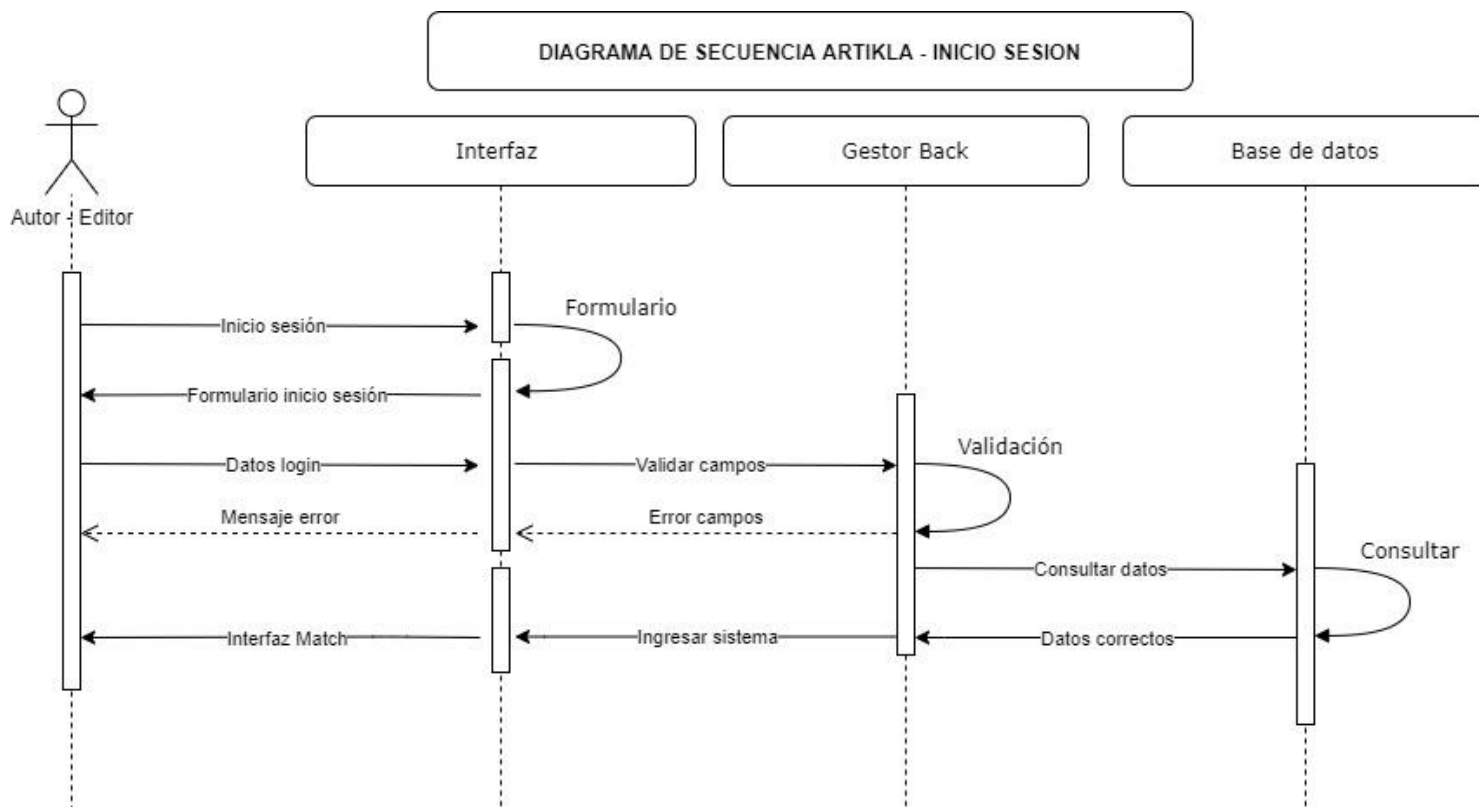 DIAGRAMA DE SECUENCIA ARTIKLA - INICIO SESION
Interfaz
Gestor Back
Base de datos
Autor - Editor
Formulario
Inicio sesión
Formulario inicio sesión
Validación
Datos login
Validar campos
Mensaje error
Error campos
Consultar
Consultar datos
Interfaz Match
Ingresar sistema
Datos correctos